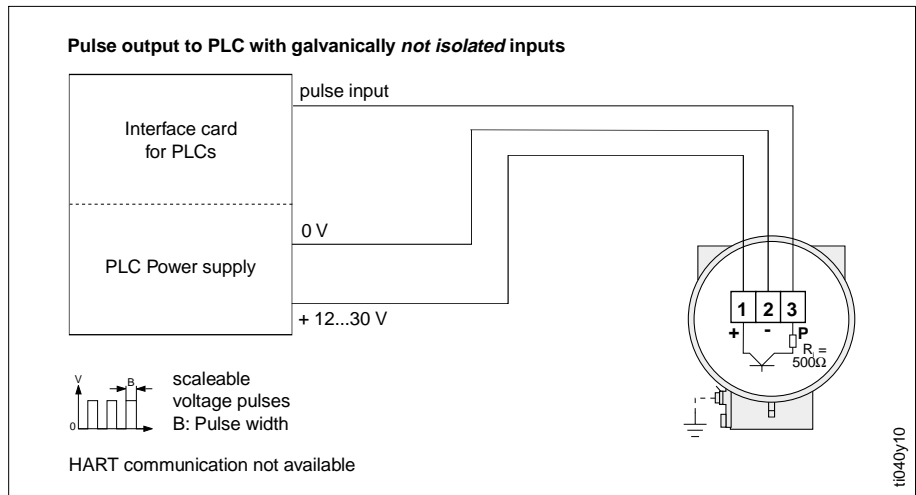 Pulse output to PLC with galvanically not isolated inputs
pulse input
Interface card
for PLCs
0 V
PLC Power supply
+ 12...30 V
1 2 3
+ - P
R =
500Ω
V
B
0
scaleable
voltage pulses
B: Pulse width
HART communication not available
ti040y10